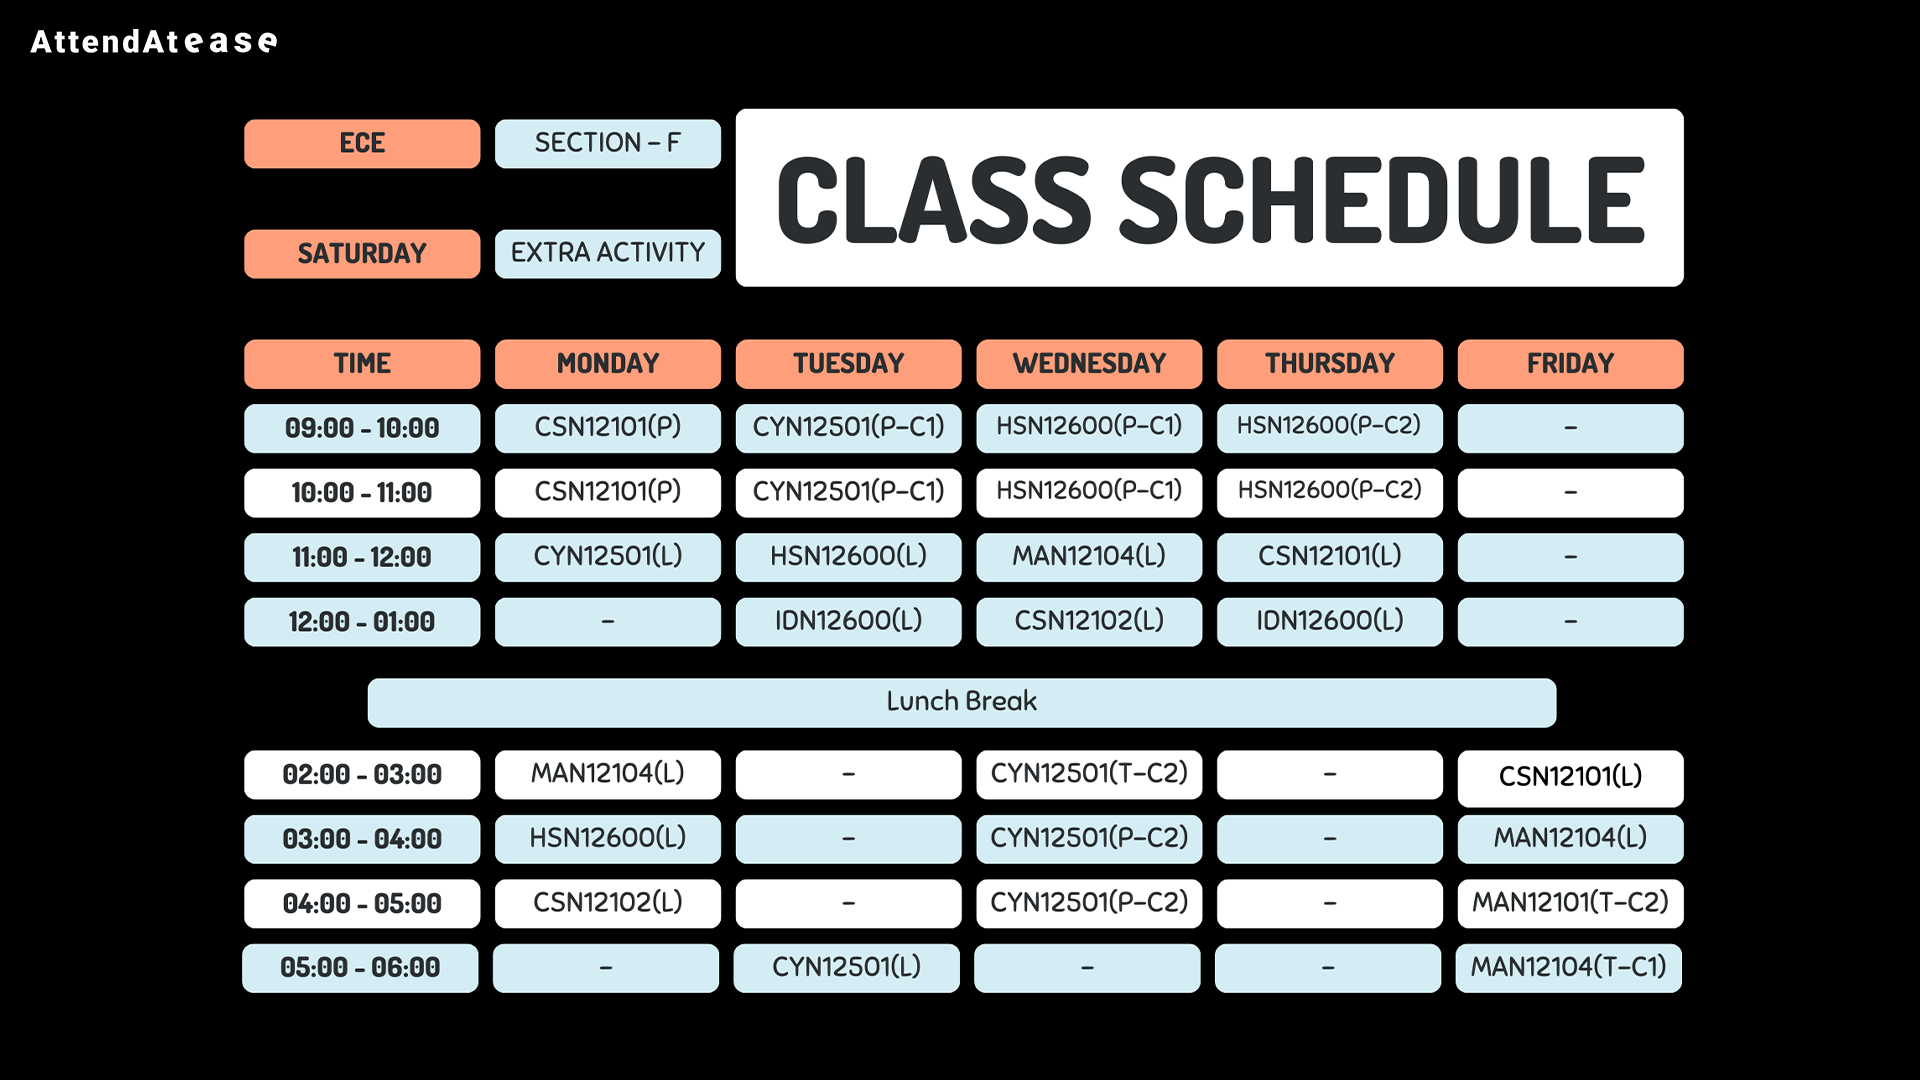 AttendAtease
ECE SECTION - F
CLASS SCHEDULE
SATURDAY EXTRA ACTIVITY
TIME MONDAY TUESDAY WEDNESDAY THURSDAY FRIDAY
09:00 - 10:00 CSN12101(P) CYN12501(P-C1) HSN12600(P-C1) HSN12600(P-C2) -
10:00 - 11:00 CSN12101(P) CYN12501(P-C1) HSN12600(P-C1) HSN12600(P-C2) -
11:00 - 12:00 CYN12501(L) HSN12600(L) MAN12104(L) CSN12101(L) -
12:00 - 01:00 - IDN12600(L) CSN12102(L) IDN12600(L) -
Lunch Break
02:00 - 03:00 MAN12104(L) - CYN12501(T-C2) - CSN12101(L)
03:00 - 04:00 HSN12600(L) - CYN12501(P-C2) - MAN12104(L)
04:00 - 05:00 CSN12102(L) - CYN12501(P-C2) - MAN12101(T-C2)
05:00 - 06:00 - CYN12501(L) - - MAN12104(T-C1)